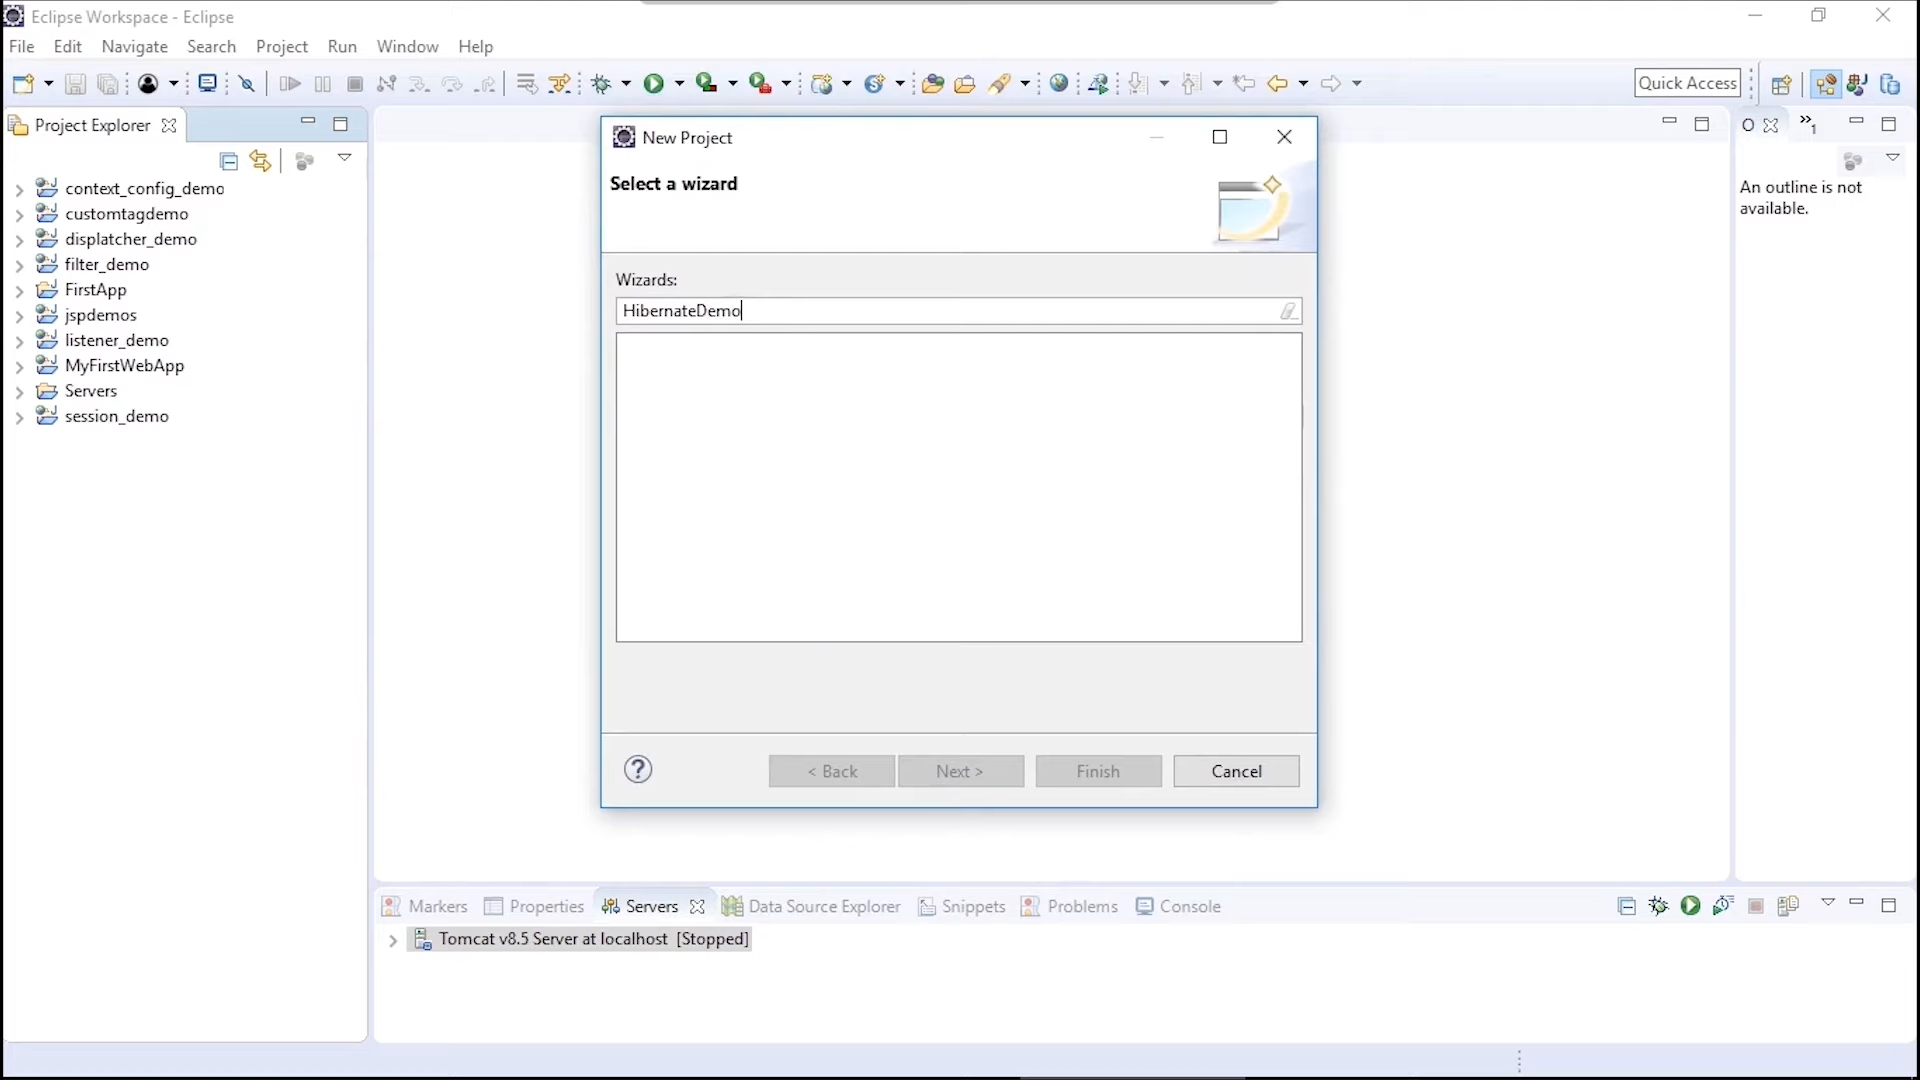 Eclipse Workspace - Eclipse
File Edit Navigate Search Project Run Window Help
Quick Access
Project Explorer
context_config_demo
customtagdemo
displatcher_demo
filter_demo
FirstApp
jspdemos
listener_demo
MyFirstWebApp
Servers
session_demo
New Project
Select a wizard
Wizards:
HibernateDemo
< Back Next > Finish Cancel
O
»1
An outline is not
available.
Markers Properties Servers Data Source Explorer Snippets Problems Console
Tomcat v8.5 Server at localhost [Stopped]